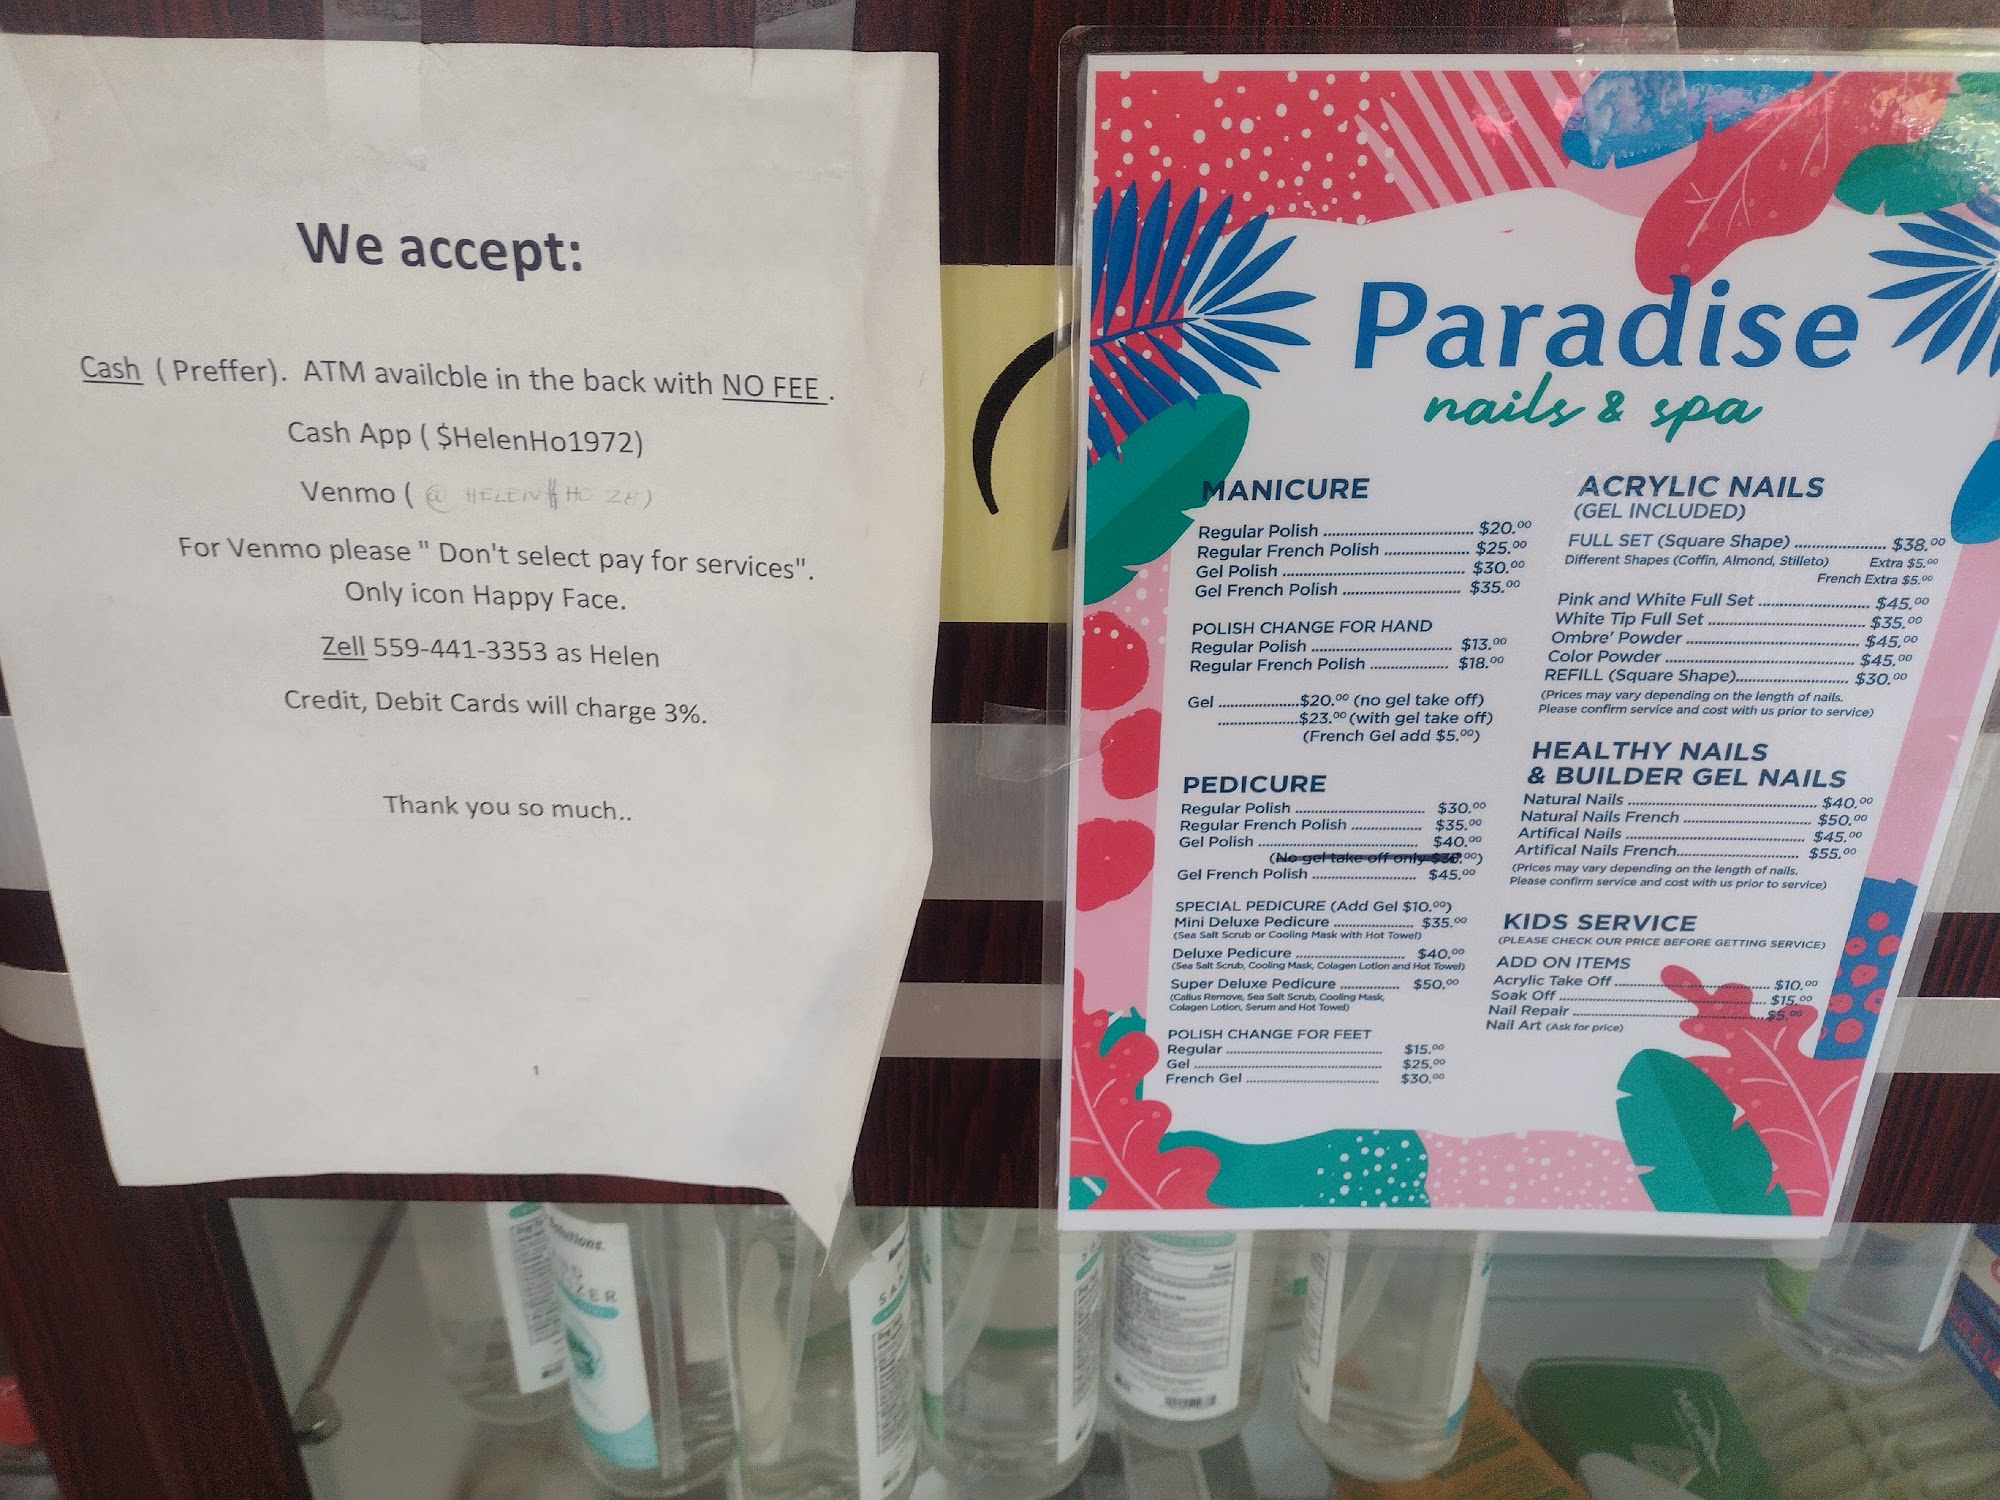 We accept:
Cash ( Preffer). ATM availcble in the back with NO FEE .
Cash App ( $HelenHo1972)
Venmo ( @ HELEN$HO 28)
For Venmo please " Don't select pay for services".
Only icon Happy Face.
Zell 559-441-3353 as Helen
Credit, Debit Cards will charge 3%.
Thank you so much..
1
Paradise
nails & spa
MANICURE
Regular Polish ........ $20.00
Regular French Polish ........ $25.00
Gel Polish ........ $30.00
Gel French Polish ........ $35.00
POLISH CHANGE FOR HAND
Regular Polish ........ $13.00
Regular French Polish ........ $18.00
Gel ........ $20.00 (no gel take off)
........ $23.00 (with gel take off)
(French Gel add $5.00)
PEDICURE
Regular Polish ........ $30.00
Regular French Polish ........ $35.00
Gel Polish ........ $40.00
(No gel take off only $36.00)
Gel French Polish ........ $45.00
SPECIAL PEDICURE (Add Gel $10.00)
Mini Deluxe Pedicure ........ $35.00
(Sea Salt Scrub or Cooling Mask with Hot Towel)
Deluxe Pedicure ........ $40.00
(Sea Salt Scrub, Cooling Mask, Colagen Lotion and Hot Towel)
Super Deluxe Pedicure ........ $50.00
(Callus Remove, Sea Salt Scrub, Cooling Mask,
Colagen Lotion, Serum and Hot Towel)
POLISH CHANGE FOR FEET
Regular ........ $15.00
Gel ........ $25.00
French Gel ........ $30.00
ACRYLIC NAILS
(GEL INCLUDED)
FULL SET (Square Shape) ........ $38.00
Different Shapes (Coffin, Almond, Stilleto) Extra $5.00
French Extra $5.00
Pink and White Full Set ........ $45.00
White Tip Full Set ........ $35.00
Ombre' Powder ........ $45.00
Color Powder ........ $45.00
REFILL (Square Shape)........ $30.00
(Prices may vary depending on the length of nails.
Please confirm service and cost with us prior to service)
HEALTHY NAILS
& BUILDER GEL NAILS
Natural Nails ........ $40.00
Natural Nails French ........ $50.00
Artifical Nails ........ $45.00
Artifical Nails French........ $55.00
(Prices may vary depending on the length of nails.
Please confirm service and cost with us prior to service)
KIDS SERVICE
(PLEASE CHECK OUR PRICE BEFORE GETTING SERVICE)
ADD ON ITEMS
Acrylic Take Off ........ $10.00
Soak Off ........ $15.00
Nail Repair ........ $5.00
Nail Art (Ask for price)